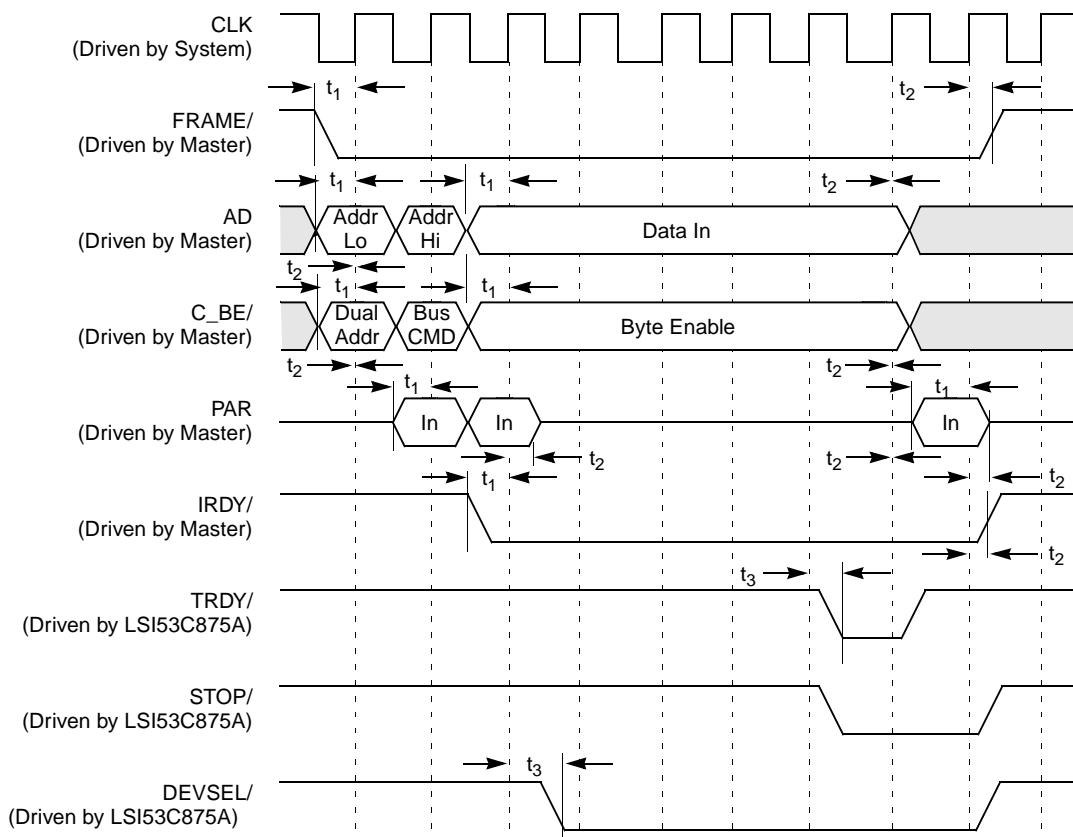 CLK
(Driven by System)
t1
t2
FRAME/
(Driven by Master)
t1
t1
t2
AD
(Driven by Master)
Addr
Lo
Addr
Hi
Data In
t2
t1
t1
C_BE/
(Driven by Master)
Dual
Addr
Bus
CMD
Byte Enable
t2
t2
t1
t1
PAR
(Driven by Master)
In
In
In
t2
t2
t1
t2
IRDY/
(Driven by Master)
t2
t3
TRDY/
(Driven by LSI53C875A)
STOP/
(Driven by LSI53C875A)
t3
DEVSEL/
(Driven by LSI53C875A)